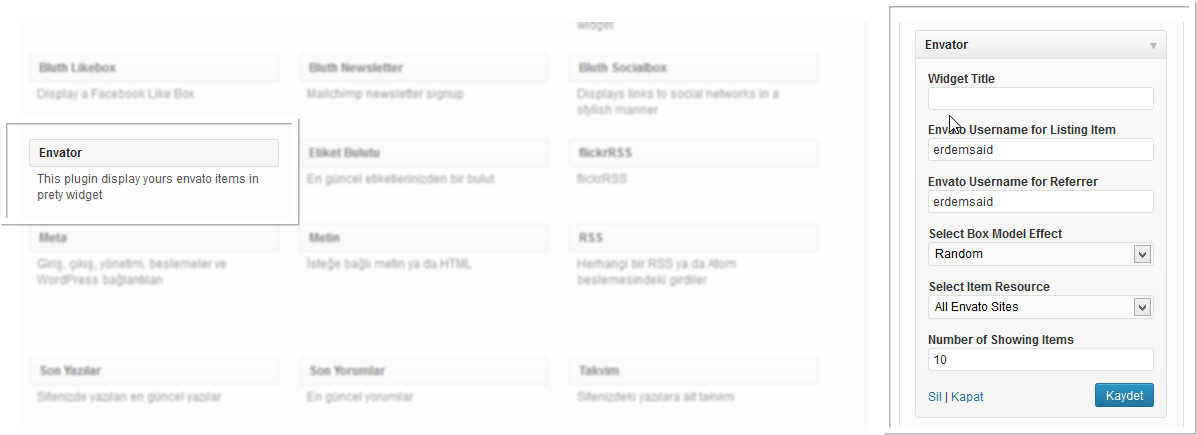 widget
Bluth Likebox
Display a Facebook Like Box
Bluth Newsletter
Mailchimp newsletter signup
Bluth Socialbox
Displays links to social networks in a
stylish manner
Envator
This plugin display yours envato items in
prety widget
Etiket Bulutu
En güncel etiketlerinizden bir bulut
flickrRSS
flickrRSS
Meta
Giriş, çıkış, yönetim, beslemeler ve
WordPress bağlantıları
Metin
İsteğe bağlı metin ya da HTML
RSS
Herhangi bir RSS ya da Atom
beslemesindeki girdiler
Son Yazılar
Sitenizde yazılan en güncel yazılar
Son Yorumlar
En güncel yorumlar
Takvim
Sitenizdeki yazılara ait takvim
Envator
Widget Title
Envato Username for Listing Item
erdemsaid
Envato Username for Referrer
erdemsaid
Select Box Model Effect
Random
Select Item Resource
All Envato Sites
Number of Showing Items
10
Sil | Kapat
Kaydet